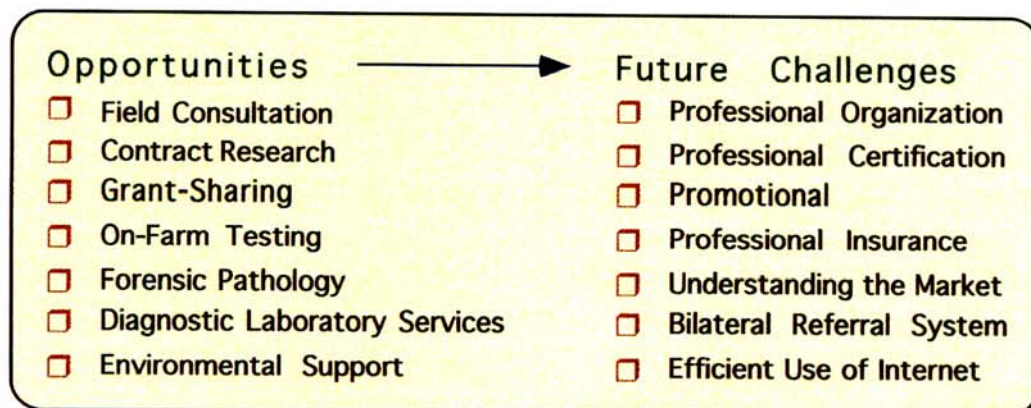 Opportunities
Field Consultation
Contract Research
Grant-Sharing
On-Farm Testing
Forensic Pathology
Diagnostic Laboratory Services
Environmental Support
Future Challenges
Professional Organization
Professional Certification
Promotional
Professional Insurance
Understanding the Market
Bilateral Referral System
Efficient Use of Internet